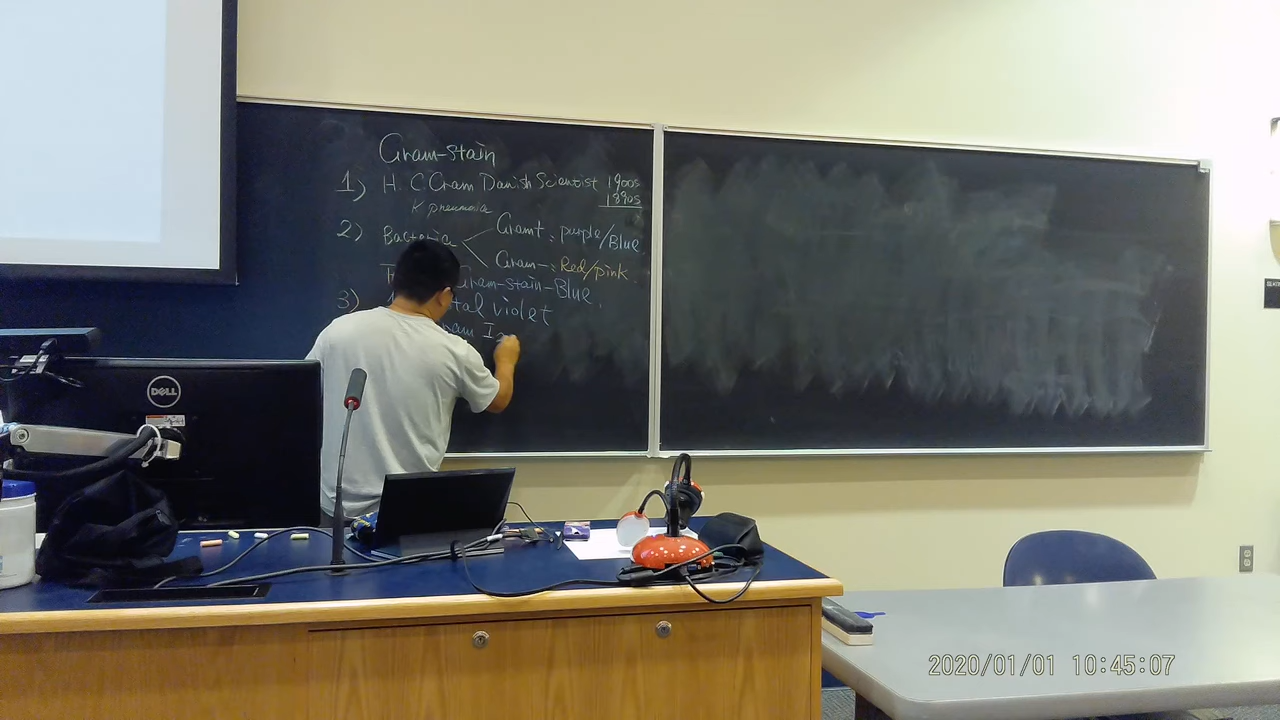 Gram-stain
1) H. C Gram Danish Scientist 1900s
1890s
K pneumonia
2) Bacteria
Gram+: purple/Blue
Gram-: Red/pink
Gram-stain-Blue.
3) violet
I
DELL
2020/01/01 10:45:07